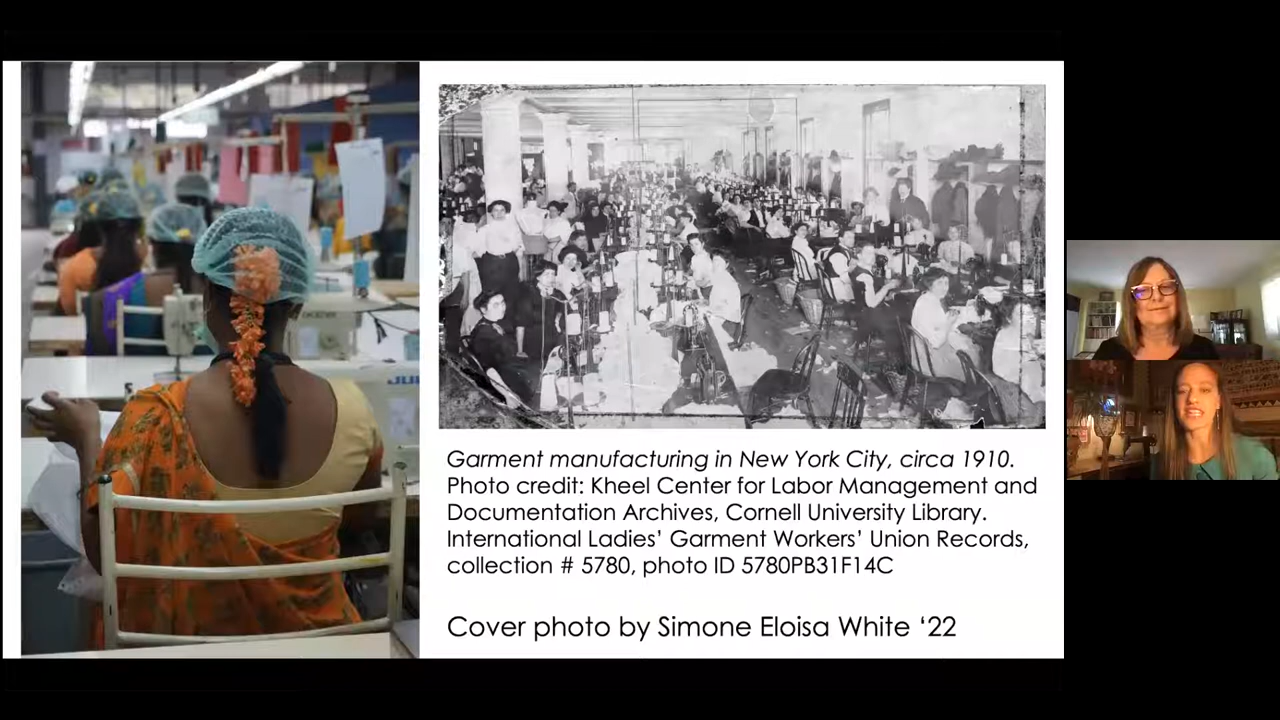 Garment manufacturing in New York City, circa 1910.
Photo credit: Kheel Center for Labor Management and
Documentation Archives, Cornell University Library.
International Ladies’ Garment Workers’ Union Records,
collection # 5780, photo ID 5780PB31F14C
Cover photo by Simone Eloisa White ‘22